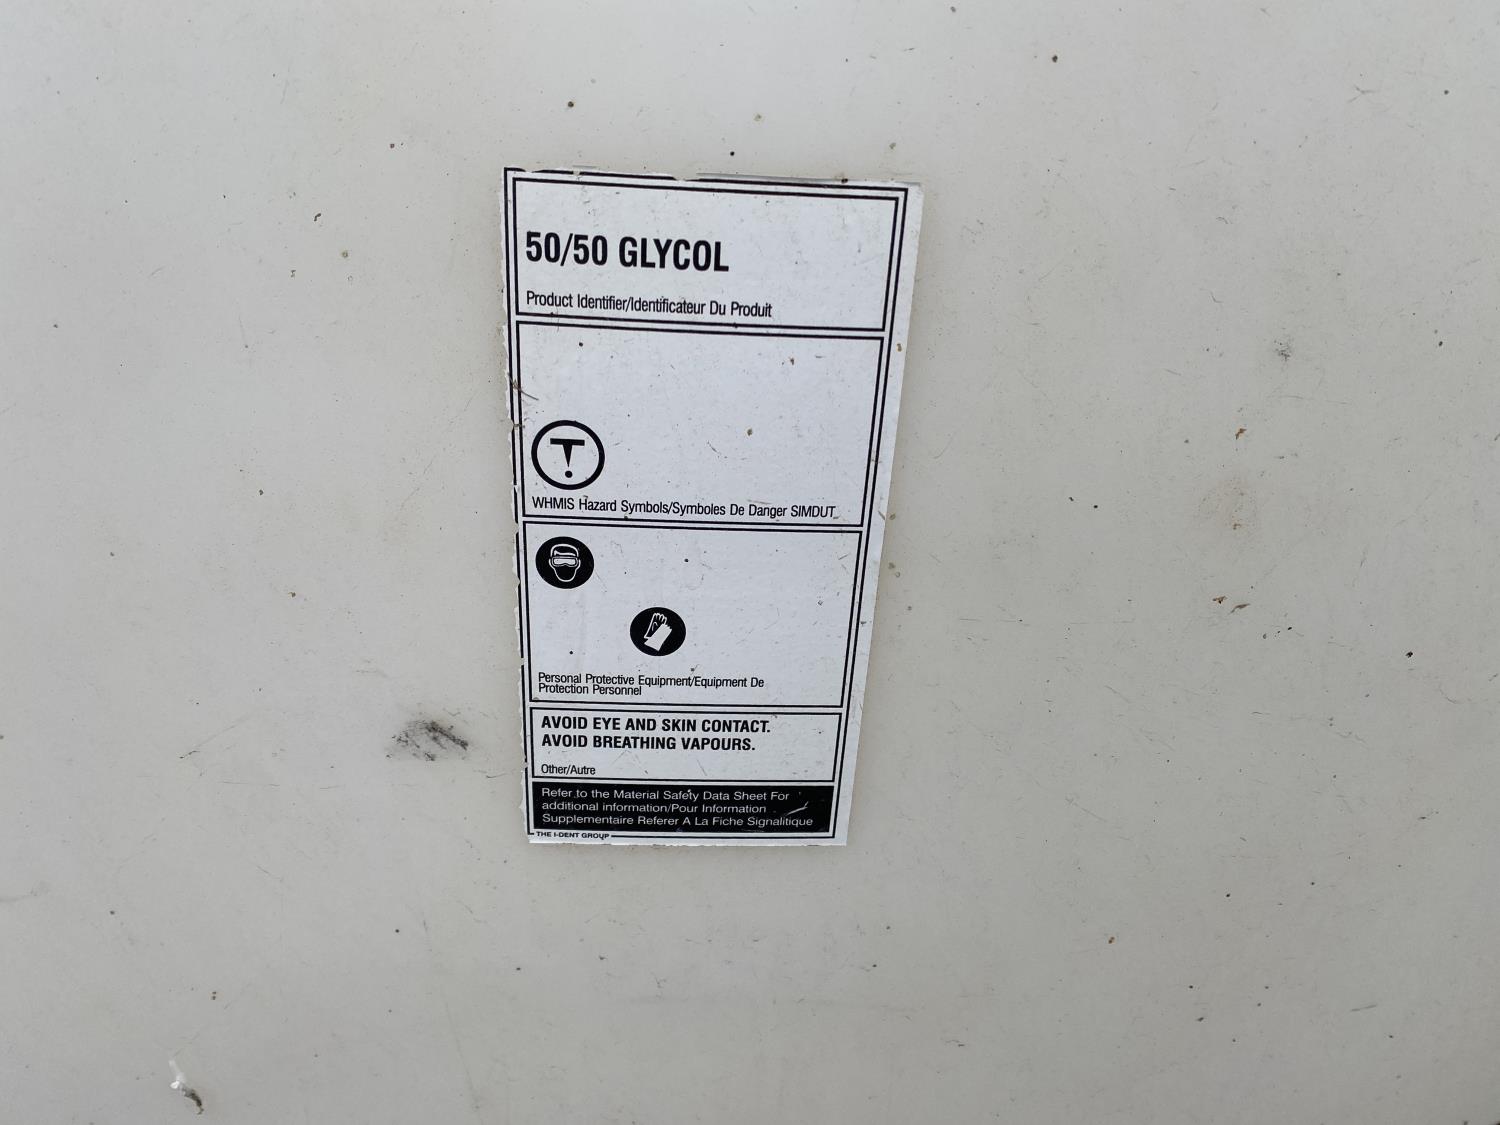 50/50 GLYCOL
Product Identifier/Identificateur Du Produit
WHMIS Hazard Symbols/Symboles De Danger SIMDUT
Personal Protective Equipment/Equipment De
Protection Personnel
AVOID EYE AND SKIN CONTACT.
AVOID BREATHING VAPOURS.
Other/Autre
Refer to the Material Safety Data Sheet For
additional information/Pour Information
Supplementaire Referer A La Fiche Signalitique
THE I-DENT GROUP